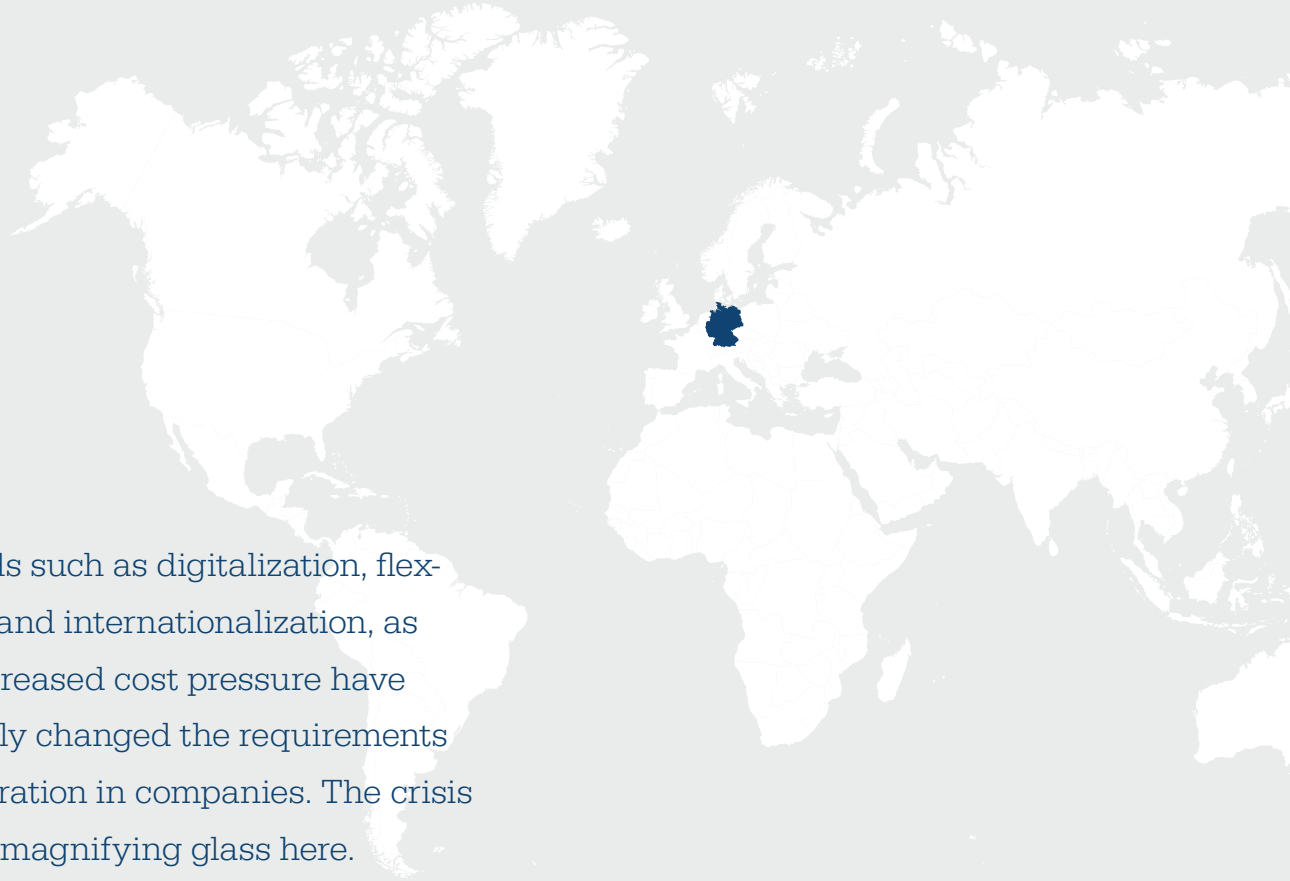 ls such as digitalization, flex-
and internationalization, as
reased cost pressure have
ly changed the requirements
ration in companies. The crisis
magnifying glass here.